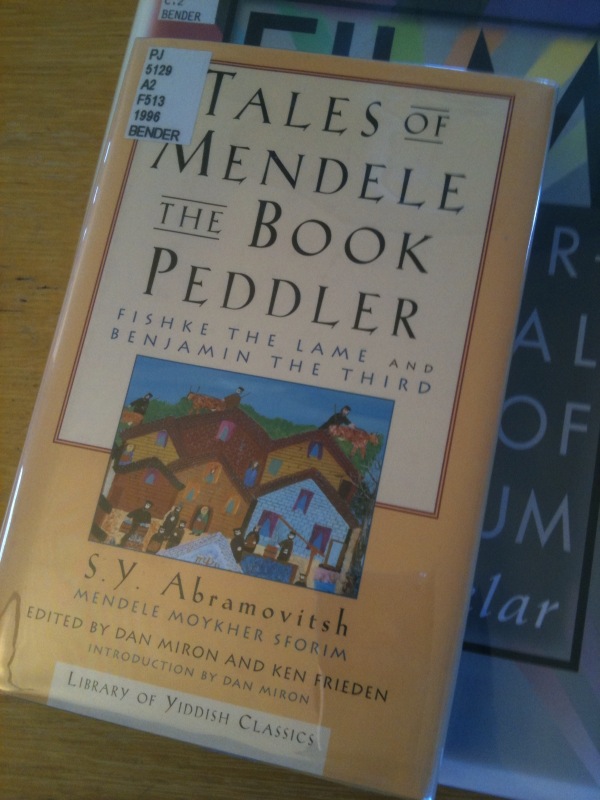 C.2
BENDER
PJ
5129
A2
F513
1996
BENDER
TALES OF
MENDELE
THE BOOK
PEDDLER
FISHKE THE LAME AND
BENJAMIN THE THIRD
S.Y. Abramovitsh
MENDELE MOYKHER SFORIM
EDITED BY DAN MIRON AND KEN FRIEDEN
INTRODUCTION BY DAN MIRON
LIBRARY OF YIDDISH CLASSICS
OF